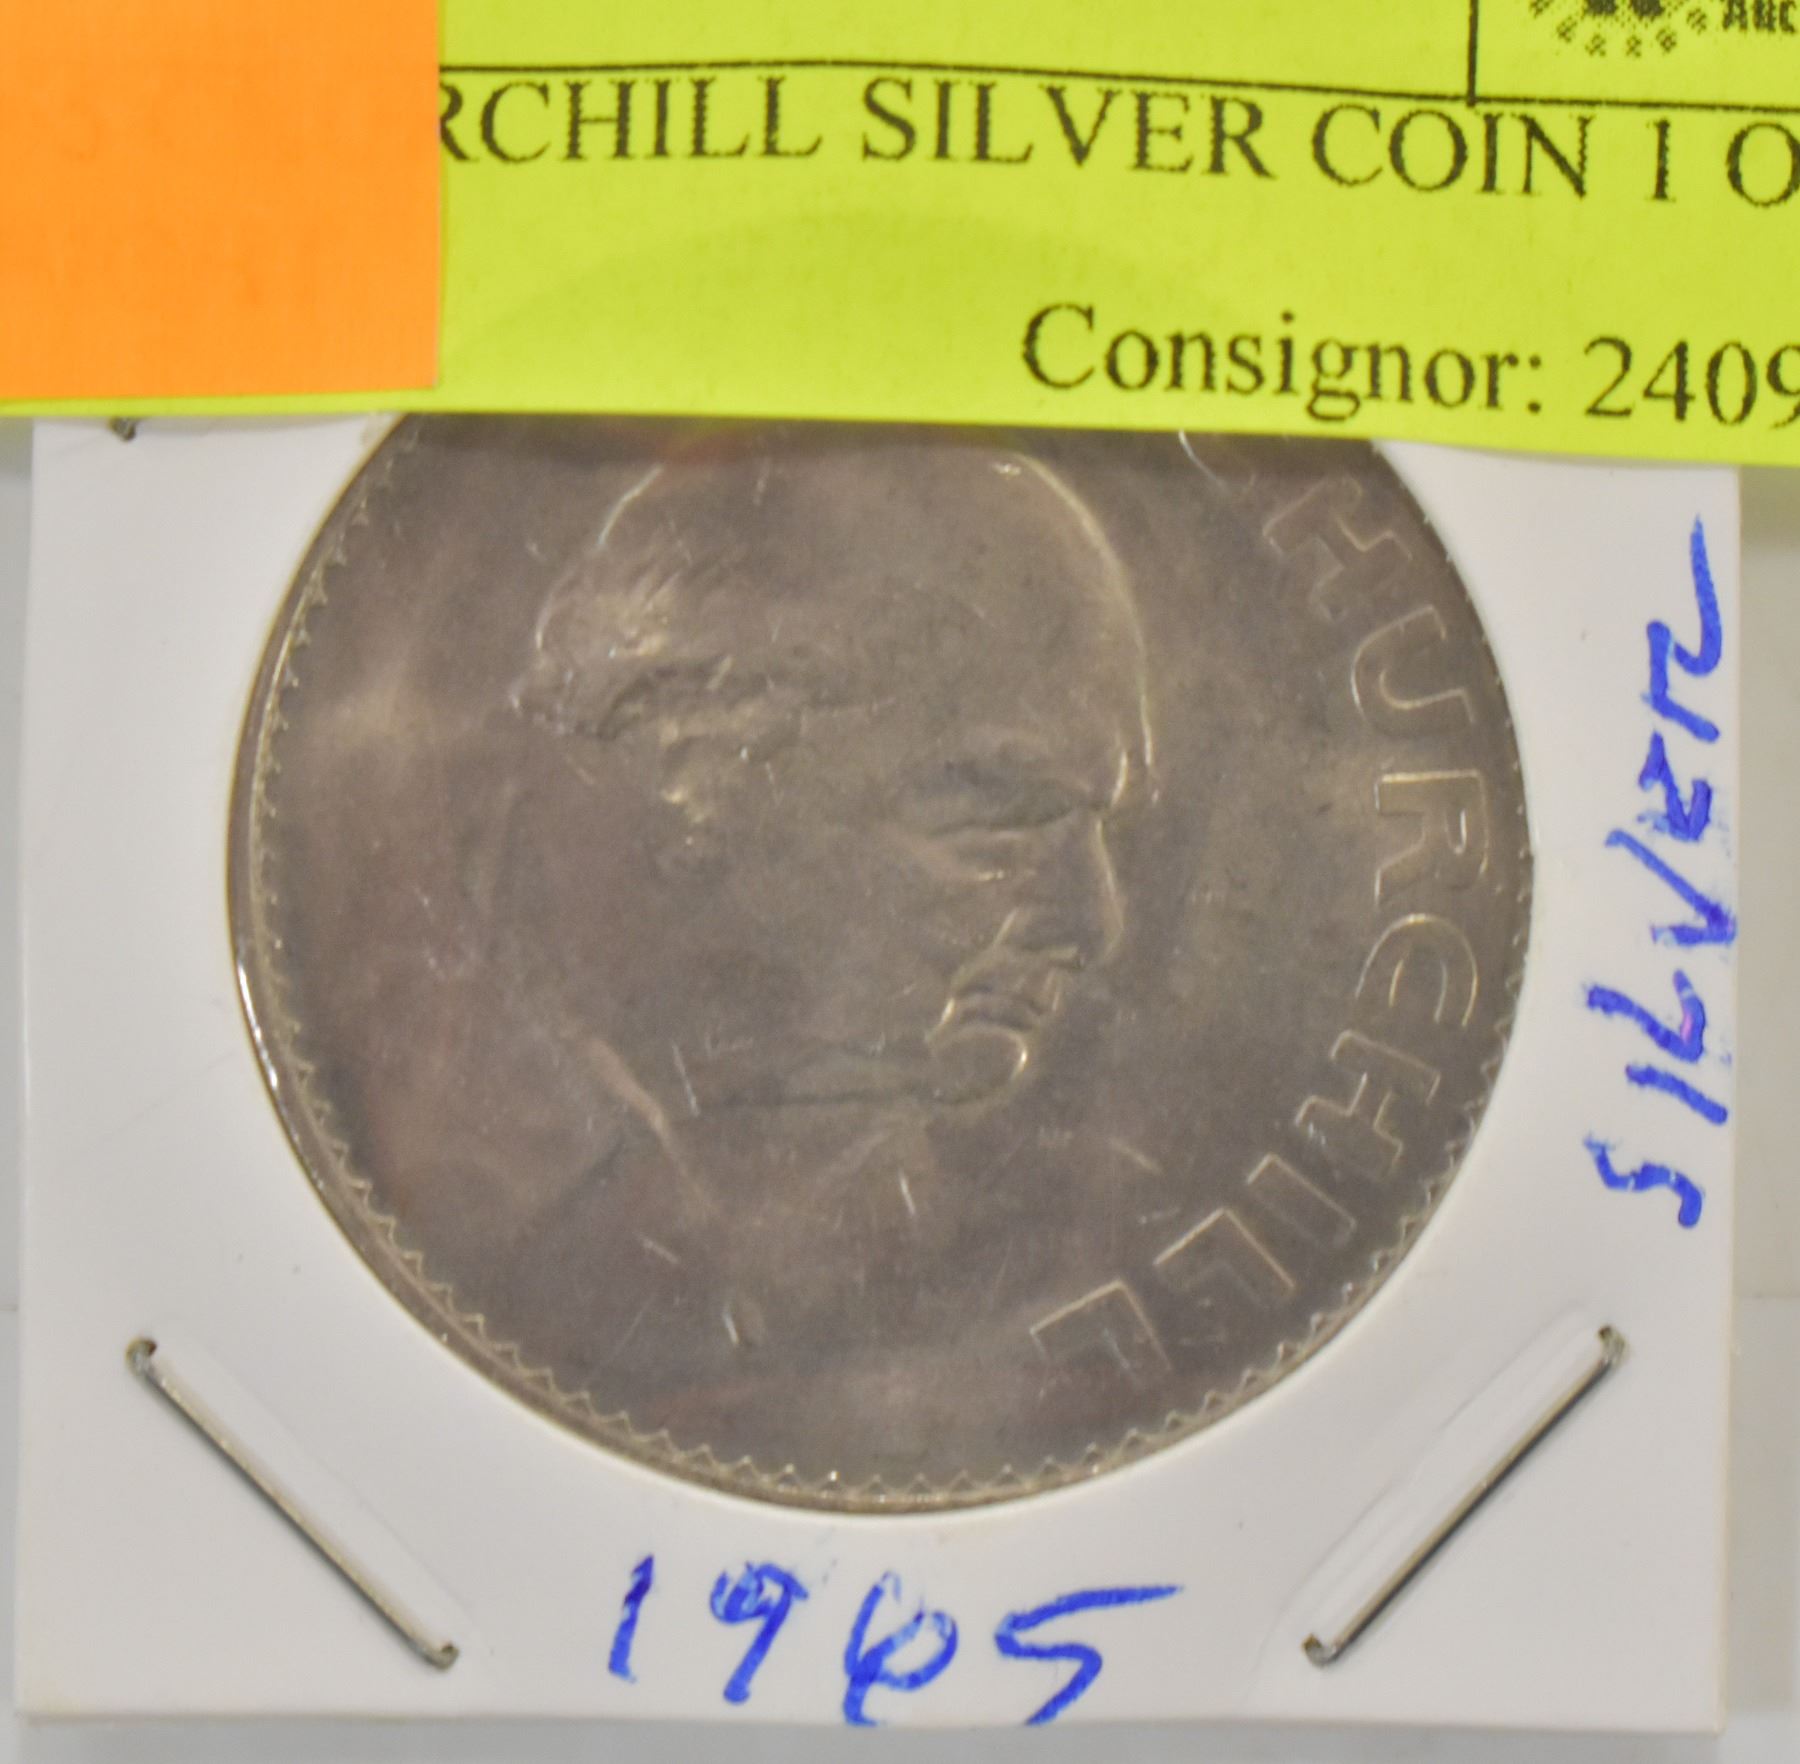 RCHILL SILVER COIN 1 O
Consignor: 2409
CHURCHILL
SILVER
1965